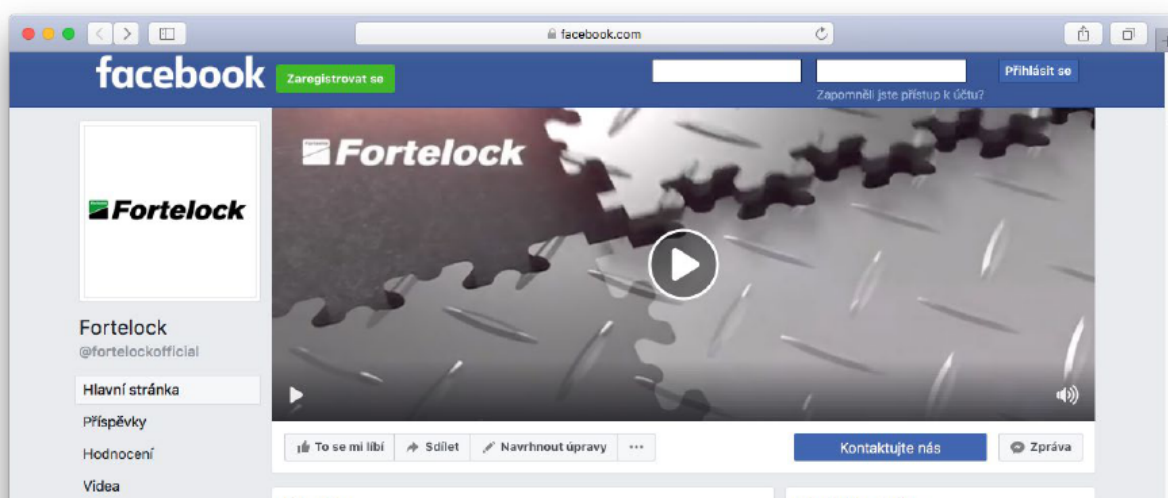 facebook.com
facebook
Zaregistrovat se
Přihlásit se
Zapomněli jste přístup k účtu?
Fortelock
Fortelock
Fortelock
@fortelockofficial
Hlavní stránka
Příspěvky
Hodnocení
Videa
To se mi líbí
Sdílet
Navrhnout úpravy
Kontaktujte nás
Zpráva